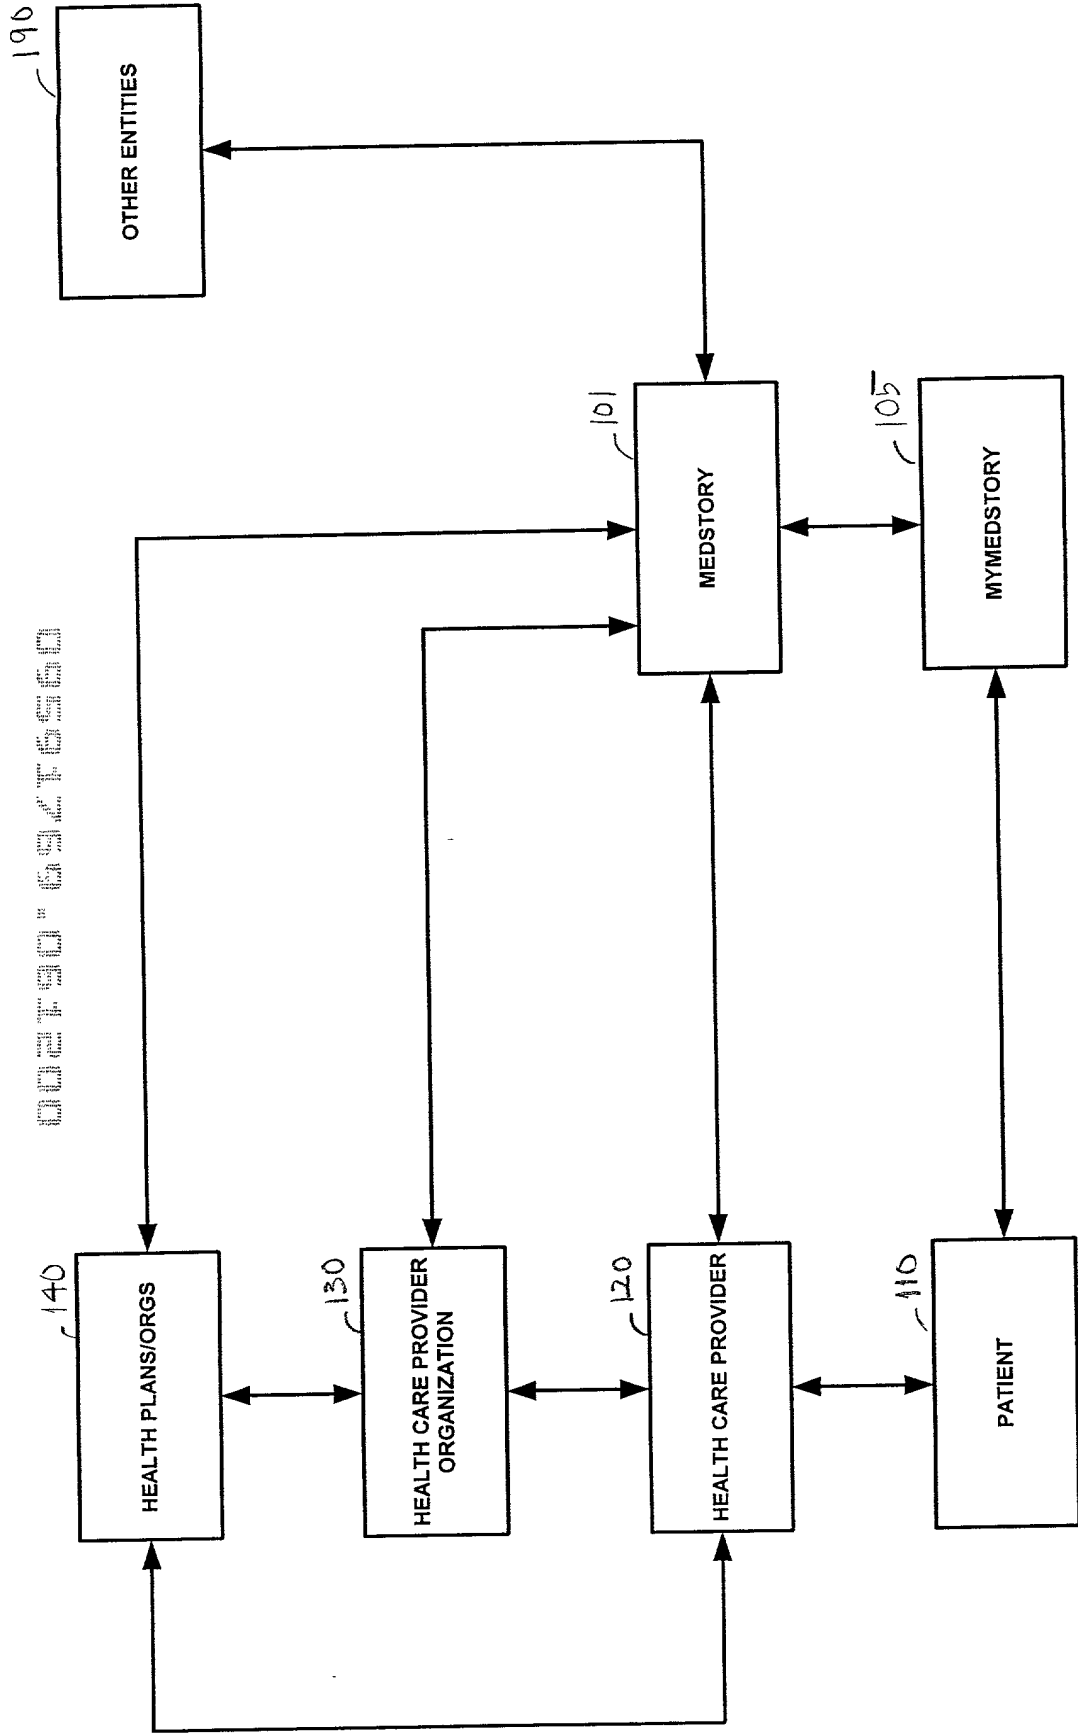 140
HEALTH PLANS/ORGS
190
OTHER ENTITIES
130
HEALTH CARE PROVIDER
ORGANIZATION
120
HEALTH CARE PROVIDER
101
MEDSTORY
110
PATIENT
105
MYMEDSTORY